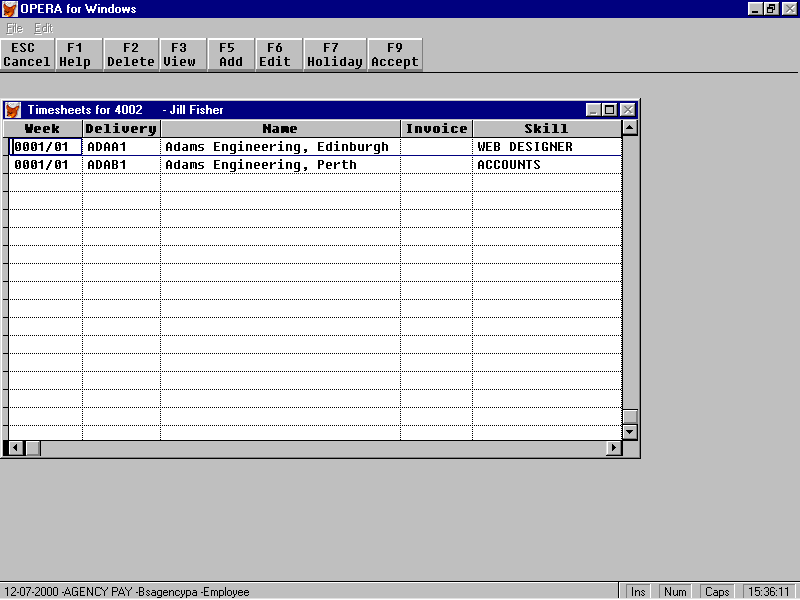 OPERA for Windows
File Edit
ESC F1 F2 F3 F5 F6 F7 F9
Cancel Help Delete View Add Edit Holiday Accept
Timesheets for 4002 - Jill Fisher
Week Delivery Name Invoice Skill
0001/01 ADAA1 Adams Engineering, Edinburgh WEB DESIGNER
0001/01 ADAB1 Adams Engineering, Perth ACCOUNTS
12-07-2000 -AGENCY PAY -Bsagencypa -Employee Ins Num Caps 15:36:11